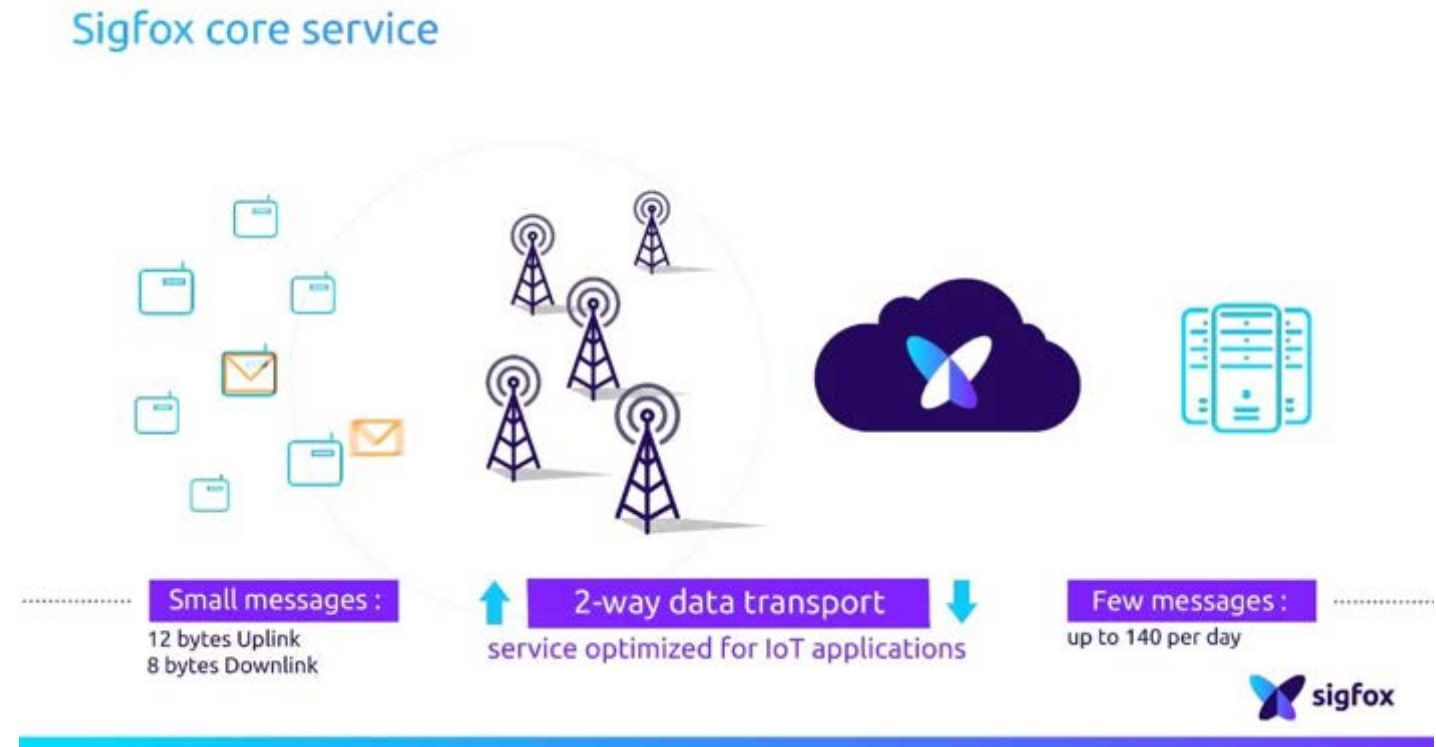 Sigfox core service
Small messages :
12 bytes Uplink
8 bytes Downlink
2-way data transport
service optimized for IoT applications
Few messages :
up to 140 per day
sigfox